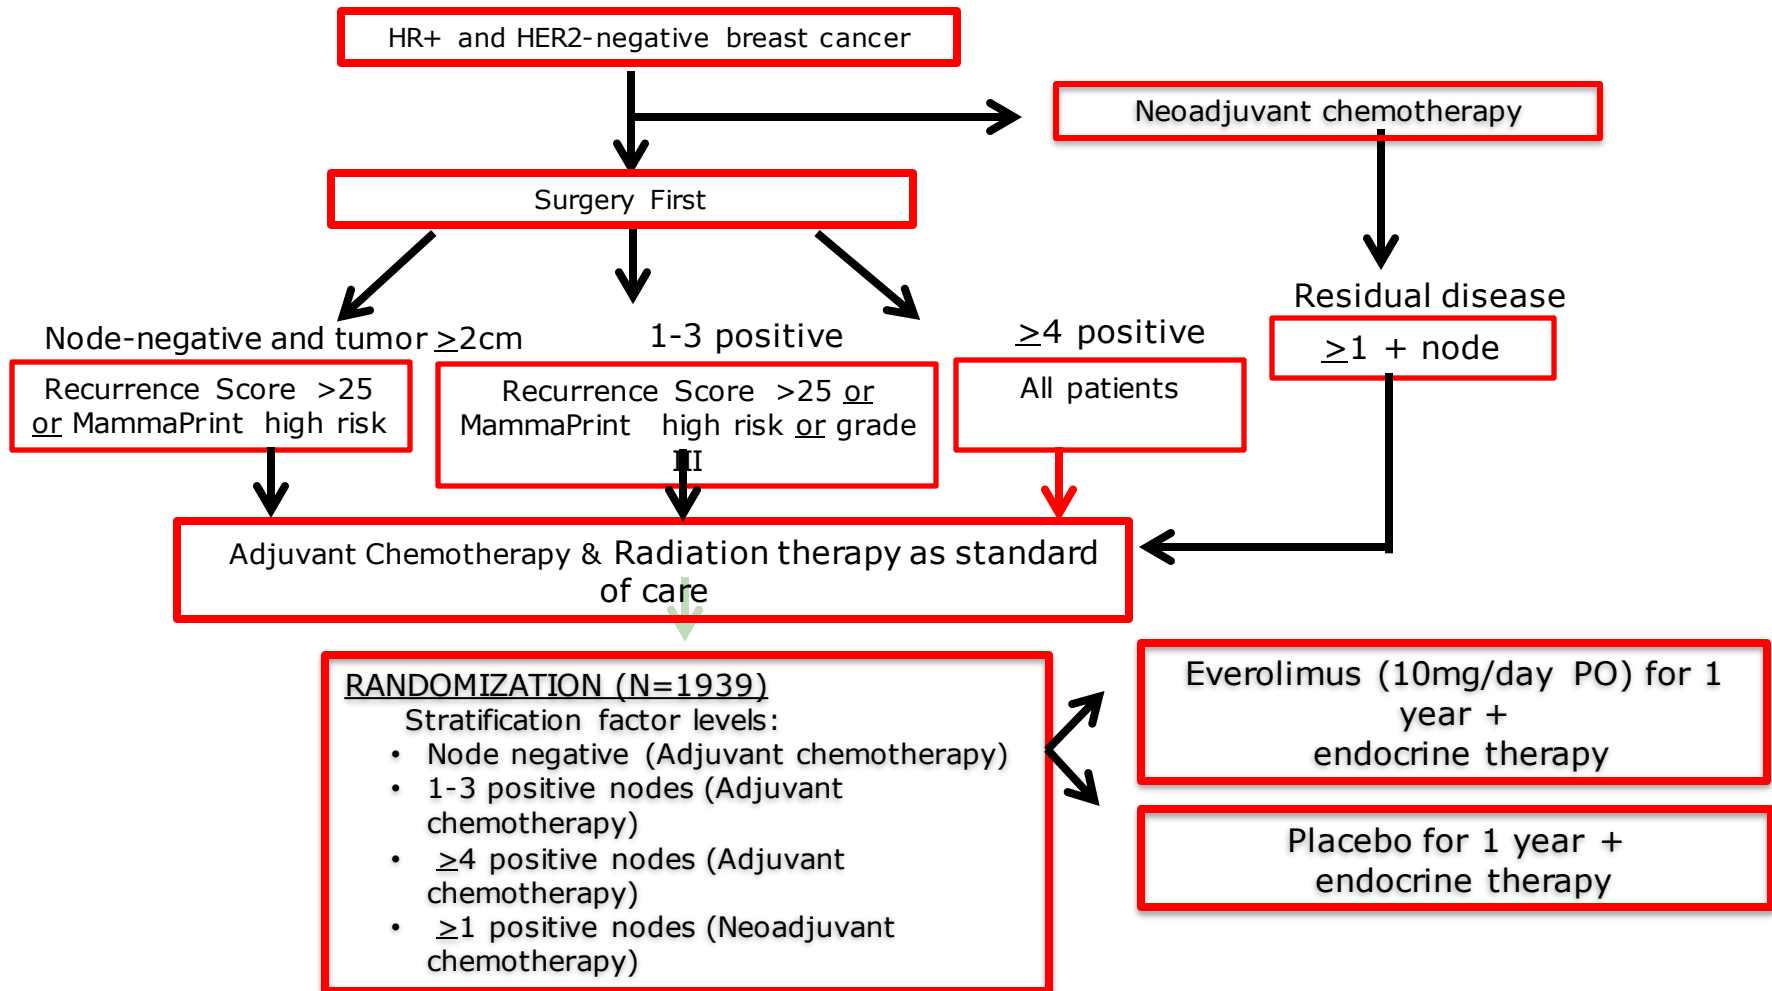 HR+ and HER2-negative breast cancer
Neoadjuvant chemotherapy
Surgery First
Residual disease
≥1 + node
Node-negative and tumor ≥2cm
1-3 positive
≥4 positive
Recurrence Score >25
or MammaPrint high risk
Recurrence Score >25 or
MammaPrint high risk or grade
III
All patients
Adjuvant Chemotherapy & Radiation therapy as standard
of care
RANDOMIZATION (N=1939)
Stratification factor levels:
• Node negative (Adjuvant chemotherapy)
• 1-3 positive nodes (Adjuvant
chemotherapy)
• ≥4 positive nodes (Adjuvant
chemotherapy)
• ≥1 positive nodes (Neoadjuvant
chemotherapy)
Everolimus (10mg/day PO) for 1
year +
endocrine therapy
Placebo for 1 year +
endocrine therapy